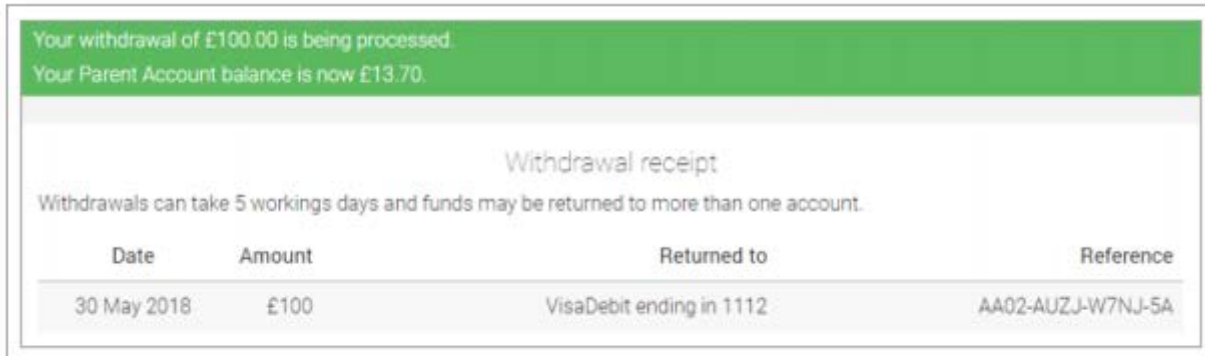 Your withdrawal of £100.00 is being processed.
Your Parent Account balance is now £13.70.
Withdrawal receipt
Withdrawals can take 5 workings days and funds may be returned to more than one account.
Date Amount Returned to Reference
30 May 2018 £100 VisaDebit ending in 1112 AA02-AUZJ-W7NJ-5A